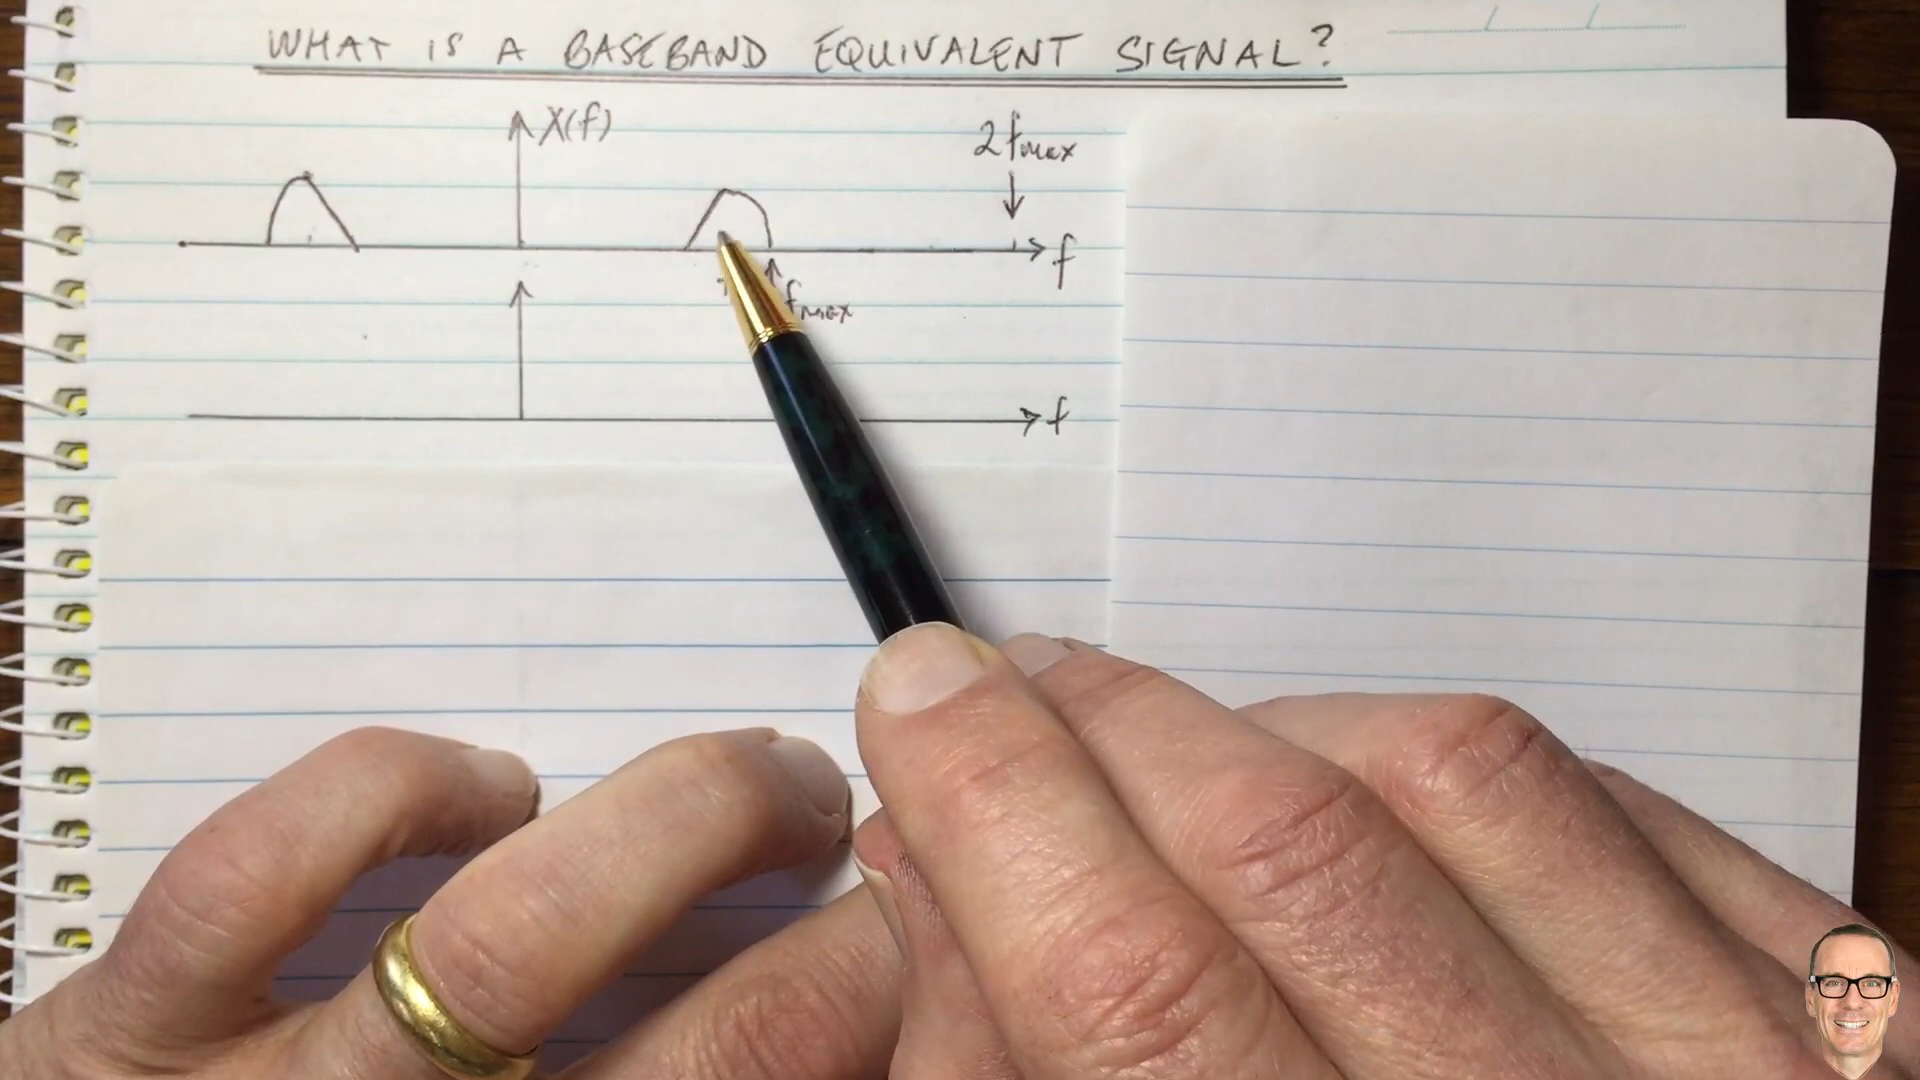 WHAT IS A BASEBAND EQUIVALENT SIGNAL?
X(f)
2fmax
f
fmax
f